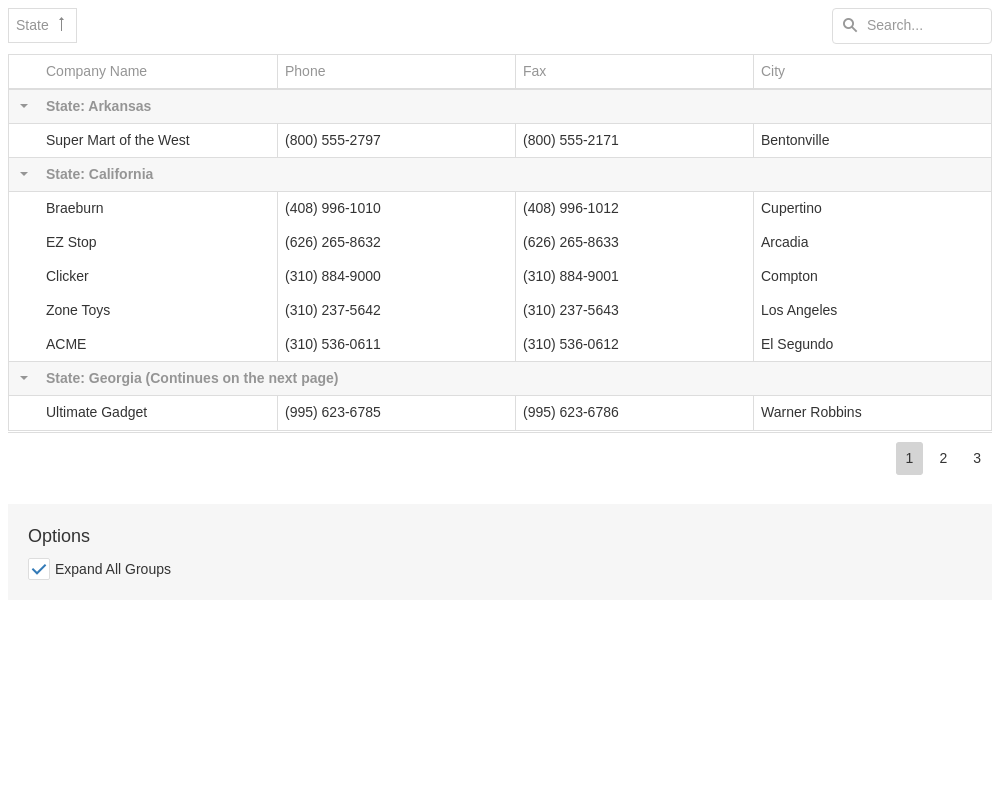 State
Search...
Company Name Phone Fax City
State: Arkansas
Super Mart of the West (800) 555-2797 (800) 555-2171 Bentonville
State: California
Braeburn (408) 996-1010 (408) 996-1012 Cupertino
EZ Stop (626) 265-8632 (626) 265-8633 Arcadia
Clicker (310) 884-9000 (310) 884-9001 Compton
Zone Toys (310) 237-5642 (310) 237-5643 Los Angeles
ACME (310) 536-0611 (310) 536-0612 El Segundo
State: Georgia (Continues on the next page)
Ultimate Gadget (995) 623-6785 (995) 623-6786 Warner Robbins
1 2 3
Options
Expand All Groups